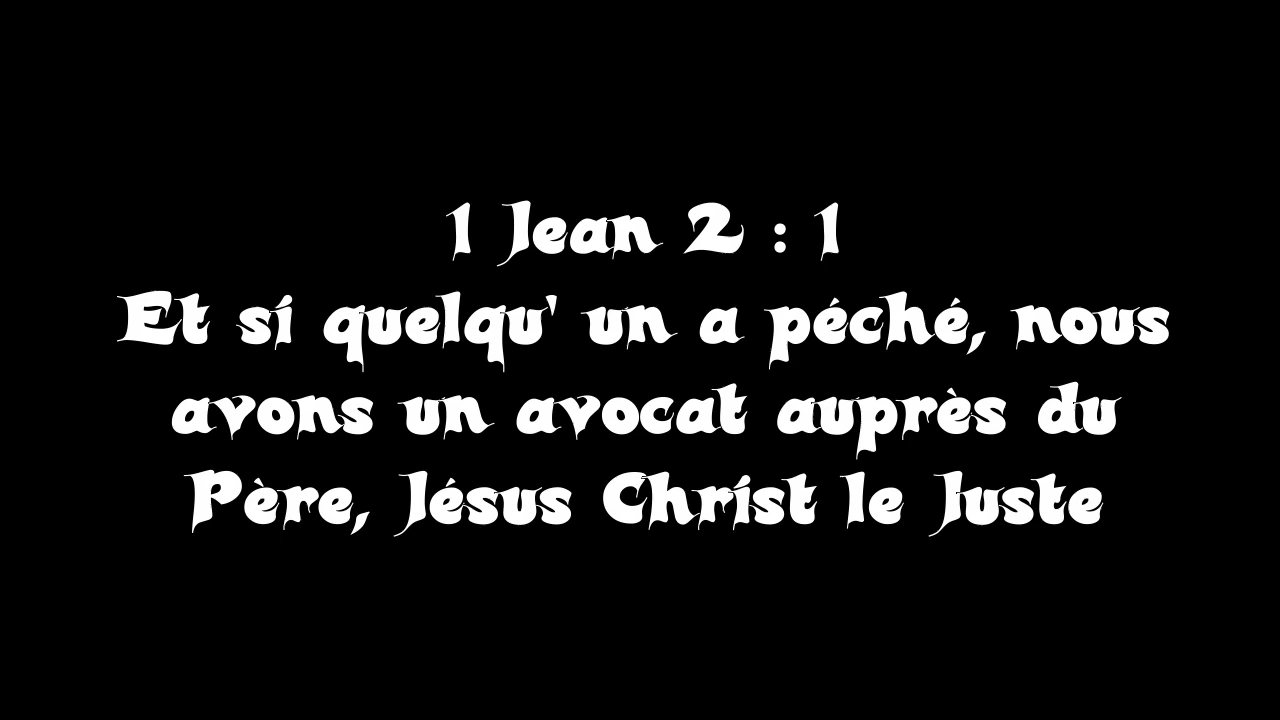 1 Jean 2 : 1
Et si quelqu' un a péché, nous
avons un avocat auprès du
Père, Jésus Christ le Juste